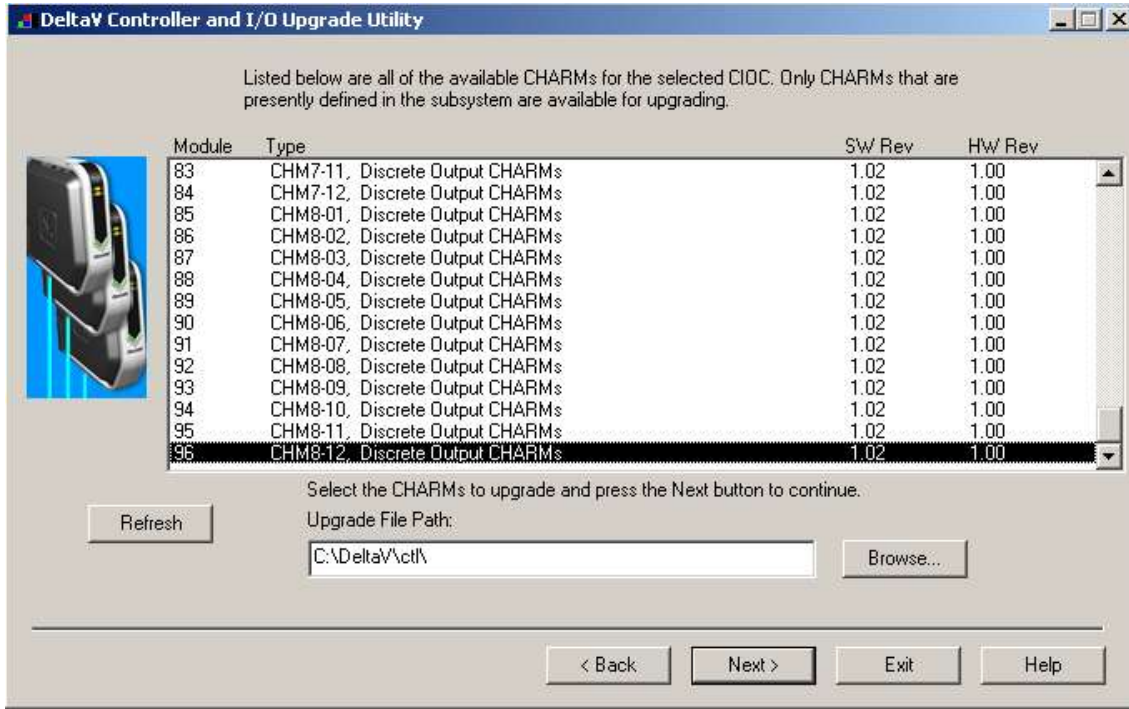 DeltaV Controller and I/O Upgrade Utility
Listed below are all of the available CHARMs for the selected CIOC. Only CHARMs that are
presently defined in the subsystem are available for upgrading.
Module Type SW Rev HW Rev
83 CHM7-11, Discrete Output CHARMs 1.02 1.00
84 CHM7-12, Discrete Output CHARMs 1.02 1.00
85 CHM8-01, Discrete Output CHARMs 1.02 1.00
86 CHM8-02, Discrete Output CHARMs 1.02 1.00
87 CHM8-03, Discrete Output CHARMs 1.02 1.00
88 CHM8-04, Discrete Output CHARMs 1.02 1.00
89 CHM8-05, Discrete Output CHARMs 1.02 1.00
90 CHM8-06, Discrete Output CHARMs 1.02 1.00
91 CHM8-07, Discrete Output CHARMs 1.02 1.00
92 CHM8-08, Discrete Output CHARMs 1.02 1.00
93 CHM8-09, Discrete Output CHARMs 1.02 1.00
94 CHM8-10, Discrete Output CHARMs 1.02 1.00
95 CHM8-11, Discrete Output CHARMs 1.02 1.00
96 CHM8-12, Discrete Output CHARMs 1.02 1.00
Select the CHARMs to upgrade and press the Next button to continue.
Refresh
Upgrade File Path:
C:\DeltaV\ctl\
Browse...
< Back Next > Exit Help